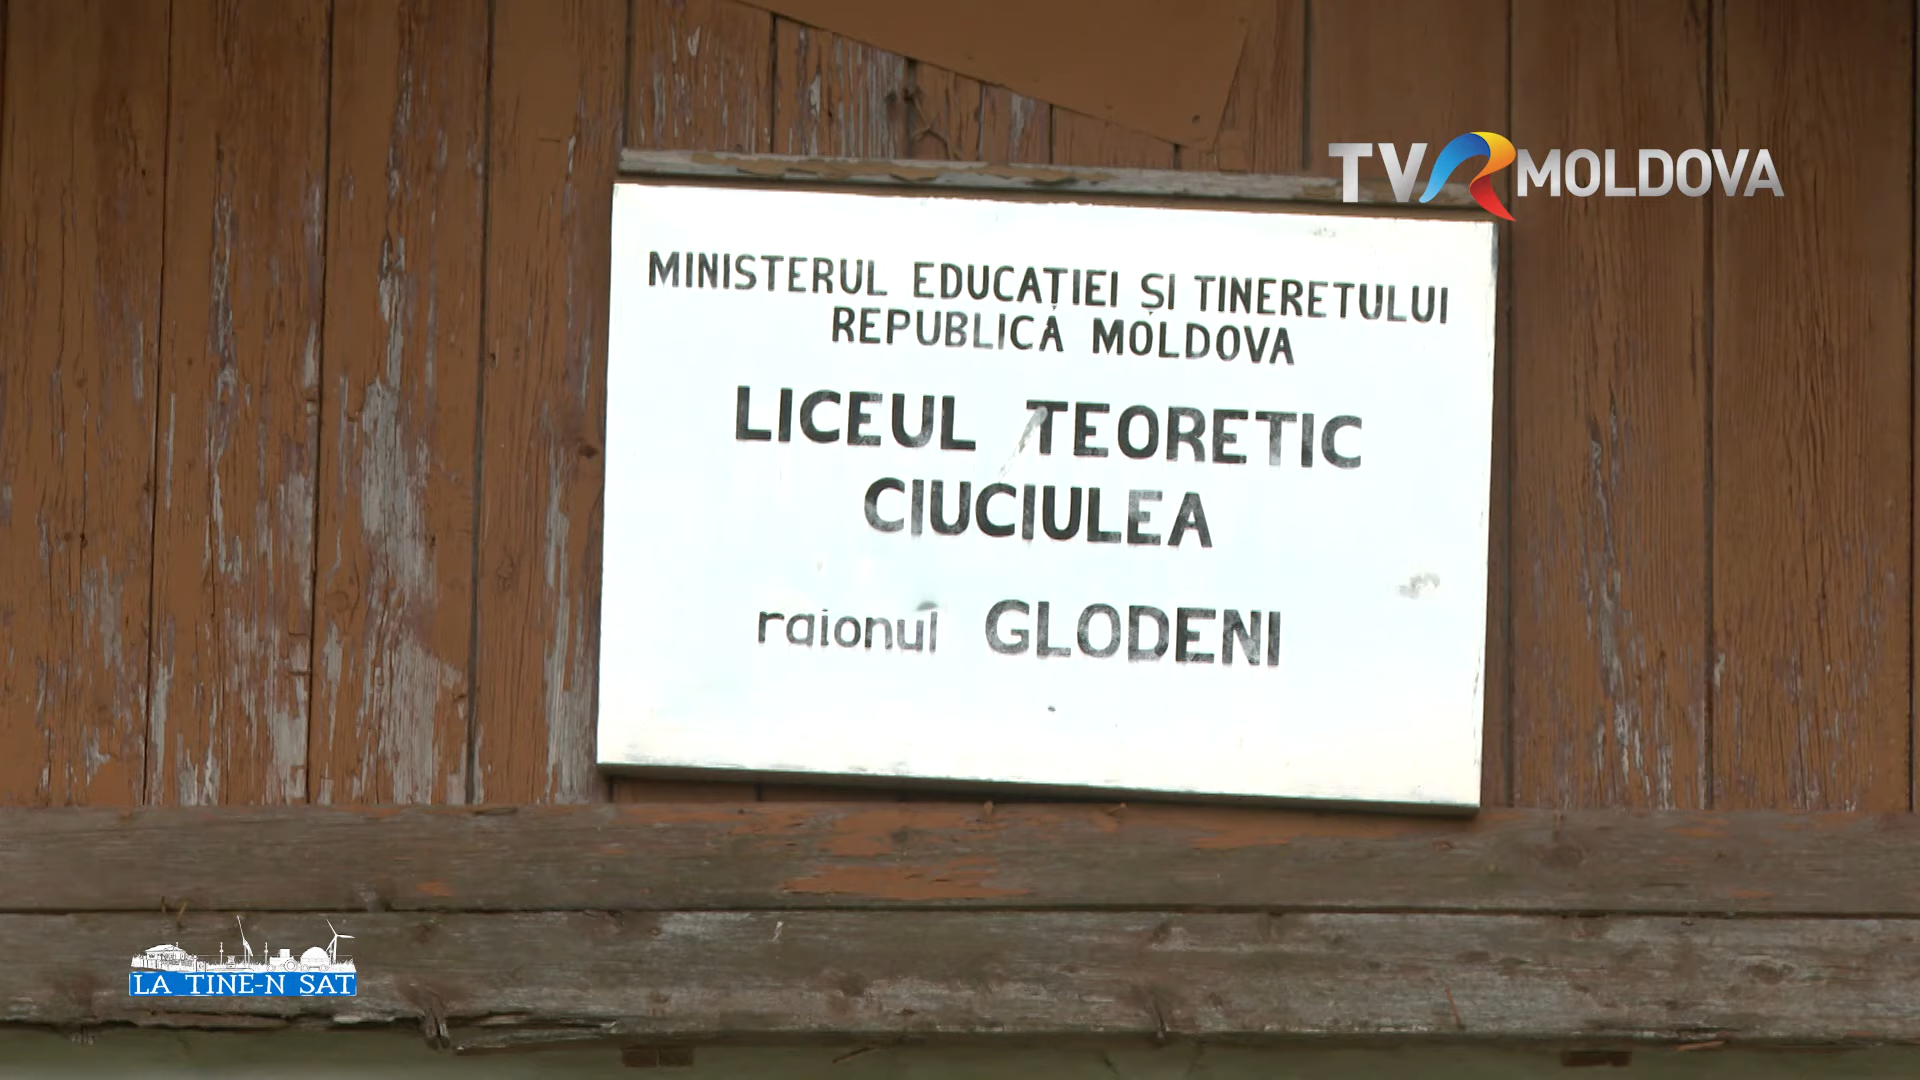 TVR MOLDOVA
MINISTERUL EDUCAȚIEI ȘI TINERETULUI
REPUBLICA MOLDOVA
LICEUL TEORETIC
CIUCIULEA
raionul GLODENI
LA TINE-N SAT